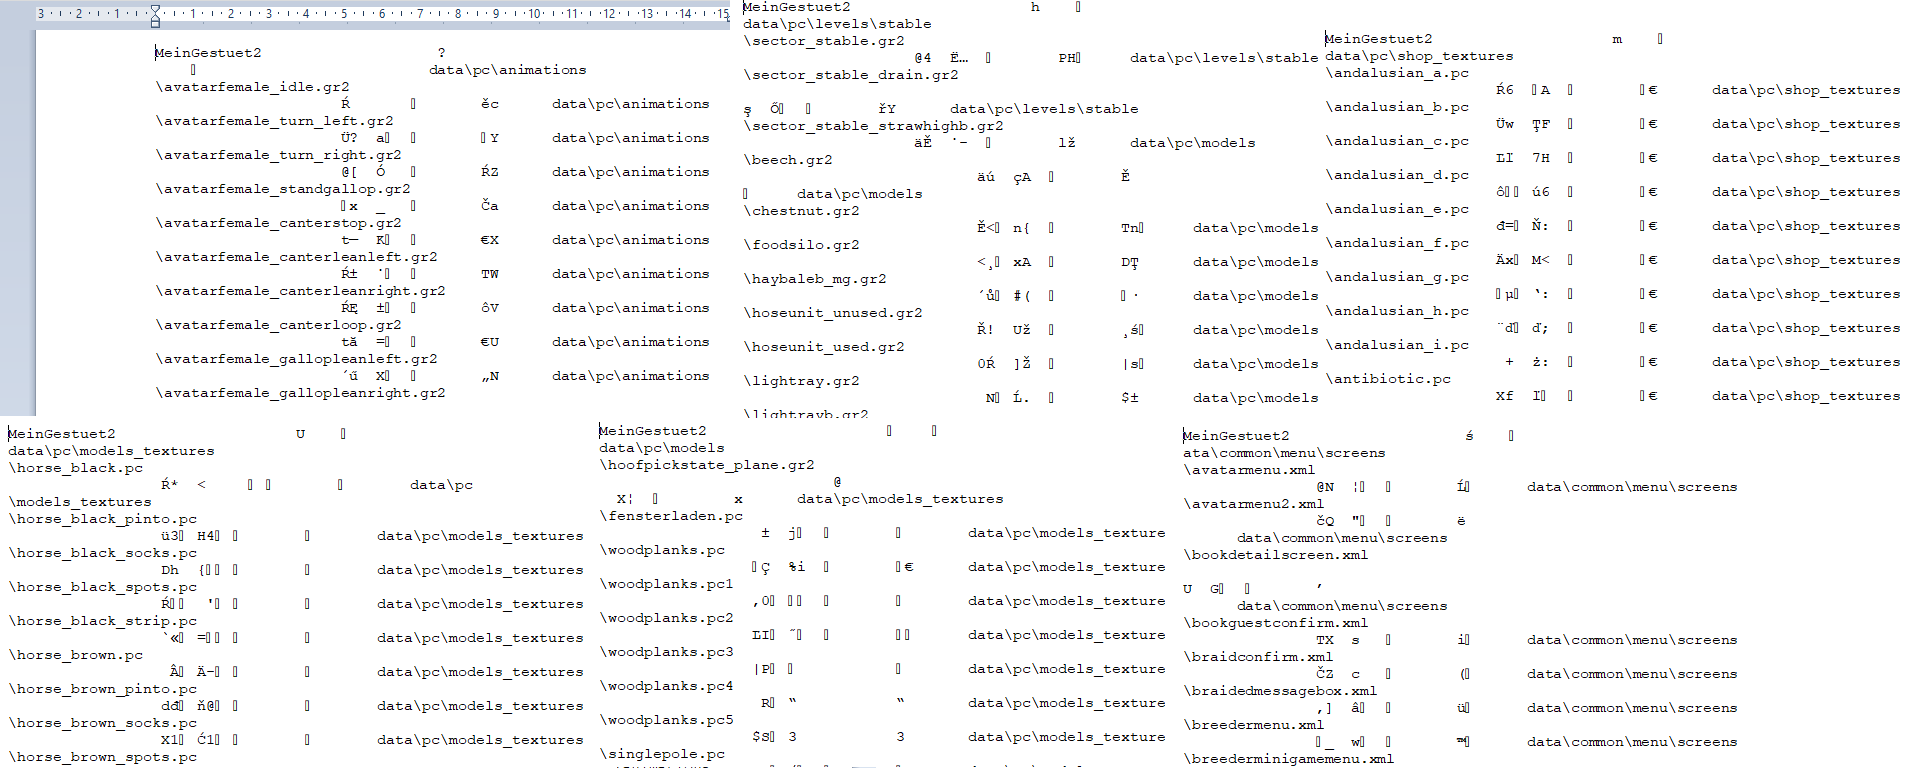 3 2 1 1 2 3 4 5 6 7 8 9 10 11 12 13 14 15
MeinGestuet2 ?
data\pc\animations
\avatarfemale_idle.gr2
Ŕ ěc data\pc\animations
\avatarfemale_turn_left.gr2
Ü? a Y data\pc\animations
\avatarfemale_turn_right.gr2
@[ Ó ŔZ data\pc\animations
\avatarfemale_standgallop.gr2
x _ Ča data\pc\animations
\avatarfemale_canterstop.gr2
t— K €X data\pc\animations
\avatarfemale_canterleanleft.gr2
Ŕ± ˙ TW data\pc\animations
\avatarfemale_canterleanright.gr2
ŔĘ ± ôV data\pc\animations
\avatarfemale_canterloop.gr2
tă = €U data\pc\animations
\avatarfemale_gallopleanleft.gr2
´ű X „N data\pc\animations
\avatarfemale_gallopleanright.gr2
MeinGestuet2 h
data\pc\levels\stable
\sector_stable.gr2
@4 Ë… PH data\pc\levels\stable
\sector_stable_drain.gr2
ş Ő řY data\pc\levels\stable
\sector_stable_strawhighb.gr2
äĚ ˙- lž data\pc\models
\beech.gr2
äú çA Ě
data\pc\models
\chestnut.gr2
Ě< n{ Tn data\pc\models
\foodsilo.gr2
<¸ xA DŢ data\pc\models
\haybaleb_mg.gr2
´ů #( · data\pc\models
\hoseunit_unused.gr2
Ř! Už ¸ś data\pc\models
\hoseunit_used.gr2
0Ŕ ]Ž |s data\pc\models
\lightray.gr2
N Ĺ. $± data\pc\models
\lightrayb.gr2
MeinGestuet2 m
data\pc\shop_textures
\andalusian_a.pc
Ŕ6 A € data\pc\shop_textures
\andalusian_b.pc
Üw ŢF € data\pc\shop_textures
\andalusian_c.pc
ĽI 7H € data\pc\shop_textures
\andalusian_d.pc
ô ú6 € data\pc\shop_textures
\andalusian_e.pc
đ= Ň: € data\pc\shop_textures
\andalusian_f.pc
Äx M< € data\pc\shop_textures
\andalusian_g.pc
µ ‛: € data\pc\shop_textures
\andalusian_h.pc
¨ď ď; € data\pc\shop_textures
\andalusian_i.pc
+ ż: € data\pc\shop_textures
\antibiotic.pc
Xf I € data\pc\shop_textures
MeinGestuet2 U
data\pc\models_textures
\horse_black.pc
Ŕ* < data\pc
\models_textures
\horse_black_pinto.pc
ü3 H4 data\pc\models_textures
\horse_black_socks.pc
Dh { data\pc\models_textures
\horse_black_spots.pc
Ŕ ' data\pc\models_textures
\horse_black_strip.pc
`« = data\pc\models_textures
\horse_brown.pc
Â Ä– data\pc\models_textures
\horse_brown_pinto.pc
dđ ň@ data\pc\models_textures
\horse_brown_socks.pc
X1 Ć1 data\pc\models_textures
\horse_brown_spots.pc
MeinGestuet2
data\pc\models
\hoofpickstate_plane.gr2
@
X¦ x data\pc\models_textures
\fensterladen.pc
± j data\pc\models_texture
\woodplanks.pc
Ç %i € data\pc\models_texture
\woodplanks.pc1
,0 data\pc\models_texture
\woodplanks.pc2
ĽI ˝ data\pc\models_texture
\woodplanks.pc3
|P data\pc\models_texture
\woodplanks.pc4
R “ “ data\pc\models_texture
\woodplanks.pc5
$S 3 3 data\pc\models_texture
\singlepole.pc
MeinGestuet2 ś
ata\common\menu\screens
\avatarmenu.xml
@N ¦ Í data\common\menu\screens
\avatarmenu2.xml
čQ " ë
data\common\menu\screens
\bookdetailscreen.xml
U G ‚
data\common\menu\screens
\bookguestconfirm.xml
TX s i data\common\menu\screens
\braidconfirm.xml
ČZ c ( data\common\menu\screens
\braidedmessagebox.xml
,] â ü data\common\menu\screens
\breedermenu.xml
_ w ™ data\common\menu\screens
\breederminigamemenu.xml